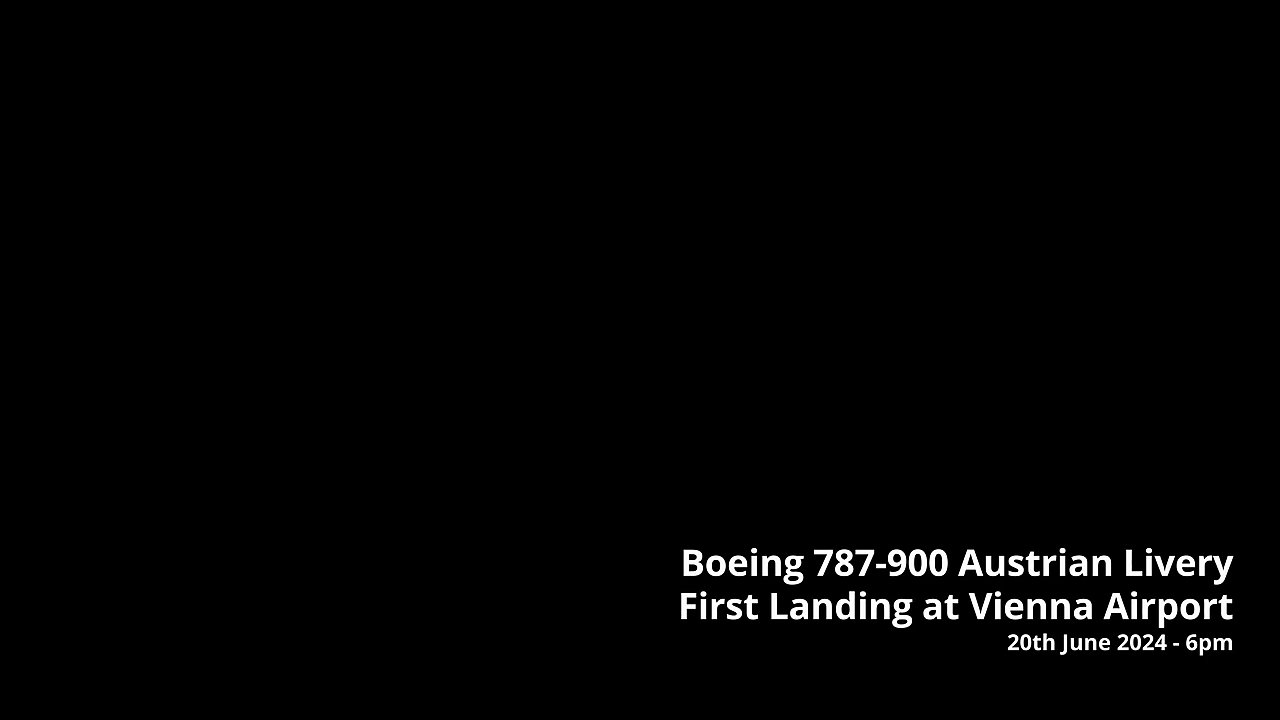 Boeing 787-900 Austrian Livery
First Landing at Vienna Airport
20th June 2024 - 6pm